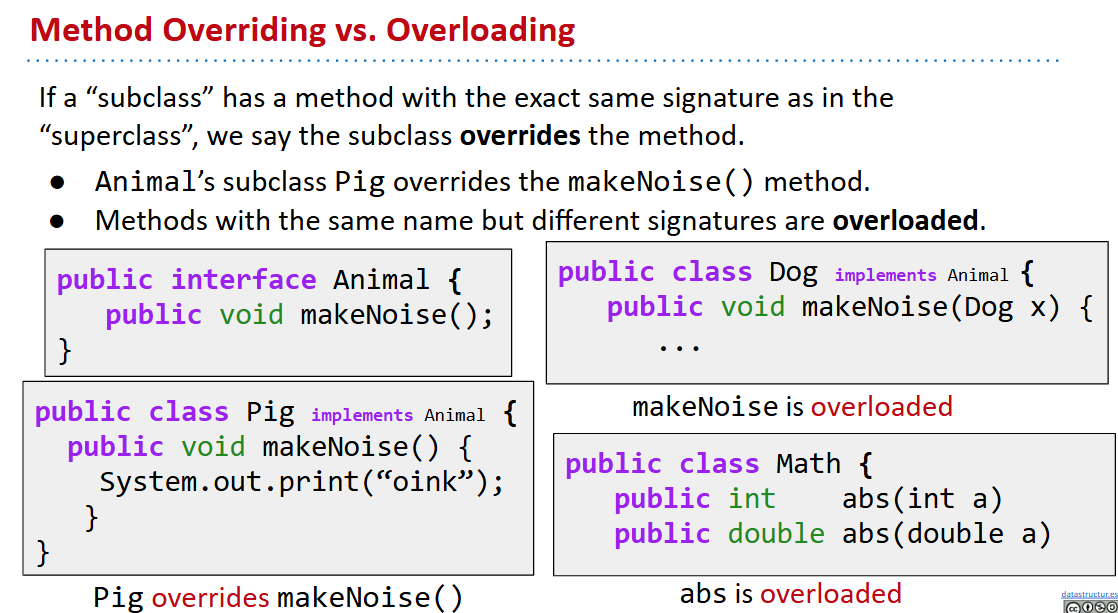 Method Overriding vs. Overloading
If a “subclass” has a method with the exact same signature as in the
“superclass”, we say the subclass overrides the method.
● Animal’s subclass Pig overrides the makeNoise() method.
● Methods with the same name but different signatures are overloaded.
public interface Animal {
public void makeNoise();
}
public class Pig implements Animal {
public void makeNoise() {
System.out.print(“oink”);
}
}
Pig overrides makeNoise()
public class Dog implements Animal {
public void makeNoise(Dog x) {
...
makeNoise is overloaded
public class Math {
public int abs(int a)
public double abs(double a)
abs is overloaded
datastructur.es